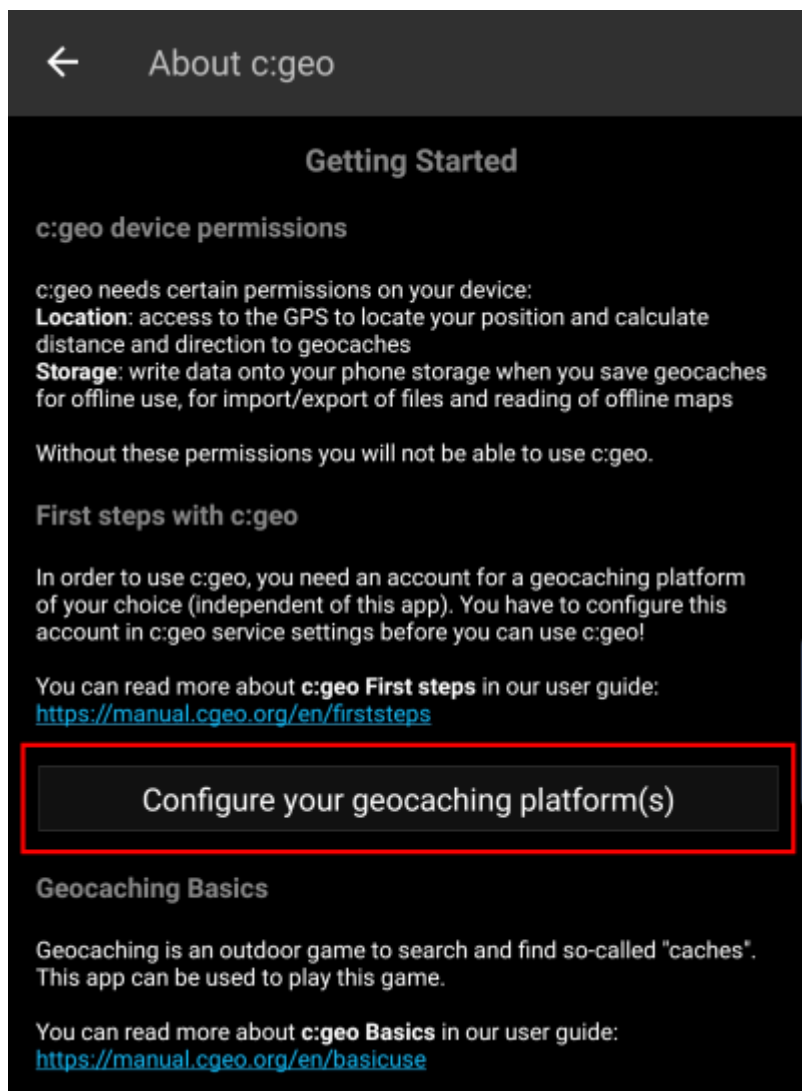 About c:geo
Getting Started
c:geo device permissions
c:geo needs certain permissions on your device:
Location: access to the GPS to locate your position and calculate
distance and direction to geocaches
Storage: write data onto your phone storage when you save geocaches
for offline use, for import/export of files and reading of offline maps
Without these permissions you will not be able to use c:geo.
First steps with c:geo
In order to use c:geo, you need an account for a geocaching platform
of your choice (independent of this app). You have to configure this
account in c:geo service settings before you can use c:geo!
You can read more about c:geo First steps in our user guide:
https://manual.cgeo.org/en/firststeps
Configure your geocaching platform(s)
Geocaching Basics
Geocaching is an outdoor game to search and find so-called "caches".
This app can be used to play this game.
You can read more about c:geo Basics in our user guide:
https://manual.cgeo.org/en/basicuse